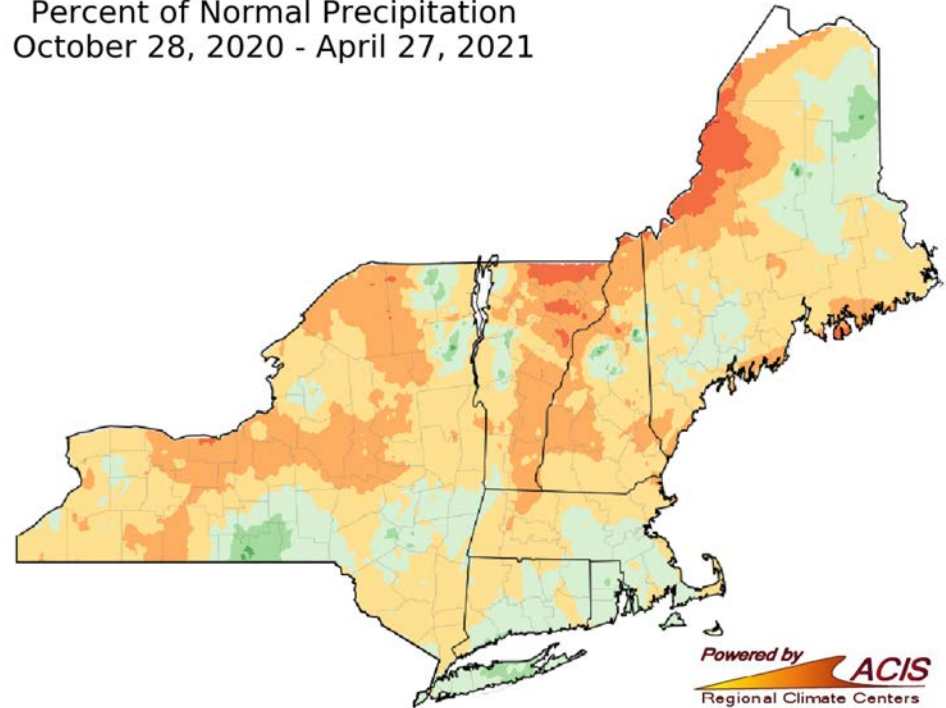 Percent of Normal Precipitation
October 28, 2020 - April 27, 2021
Powered by
ACIS
Regional Climate Centers